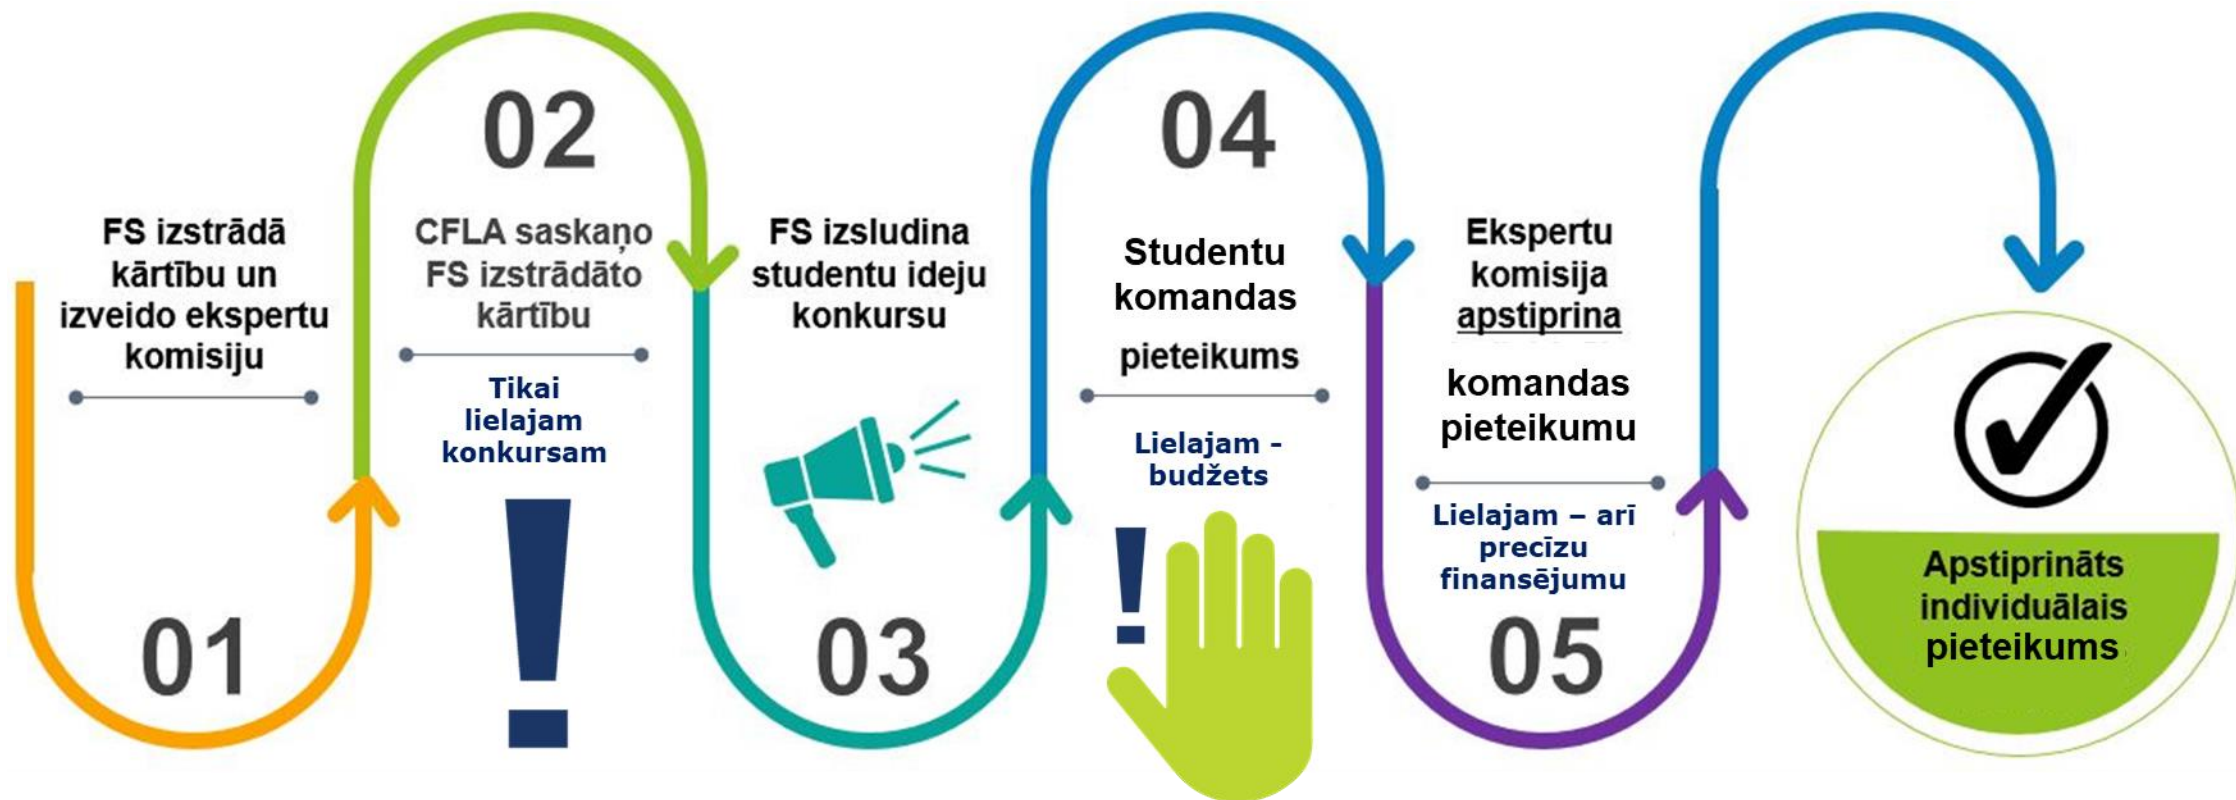 FS izstrādā
kārtību un
izveido ekspertu
komisiju
01
02
CFLA saskaņo
FS izstrādāto
kārtību
Tikai
lielajam
konkursam
!
FS izsludina
studentu ideju
konkursu
03
04
Studentu
komandas
pieteikums
Lielajam -
budžets
!
Ekspertu
komisija
apstiprina
komandas
pieteikumu
Lielajam – arī
precīzu
finansējumu
05
Apstiprināts
individuālais
pieteikums